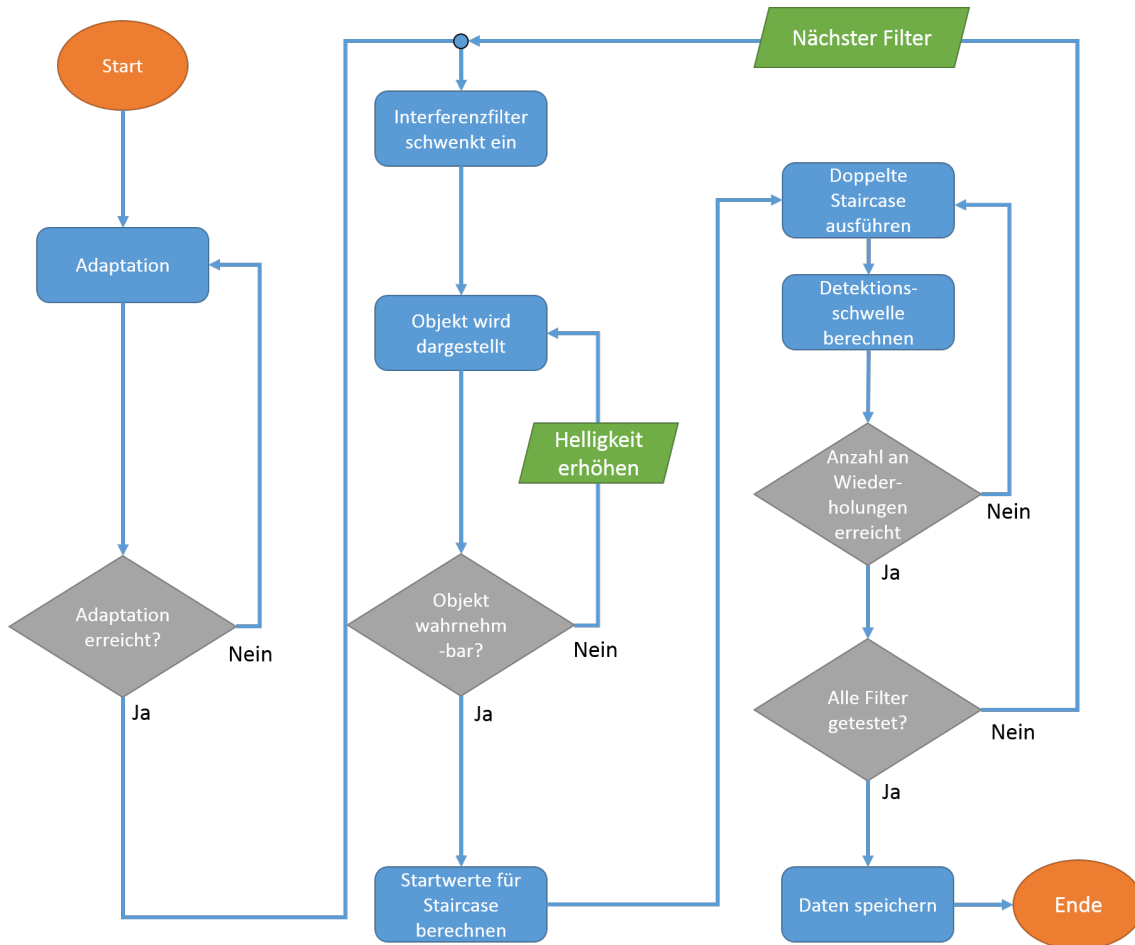 Start
Adaptation
Adaptation
erreicht?
Nein
Ja
Nächster Filter
Interferenzfilter
schwenkt ein
Objekt wird
dargestellt
Helligkeit
erhöhen
Objekt
wahrnehm
-bar?
Nein
Ja
Startwerte für
Staircase
berechnen
Doppelte
Staircase
ausführen
Detektions-
schwelle
berechnen
Anzahl an
Wieder-
holungen
erreicht
Nein
Ja
Alle Filter
getestet?
Nein
Ja
Daten speichern
Ende